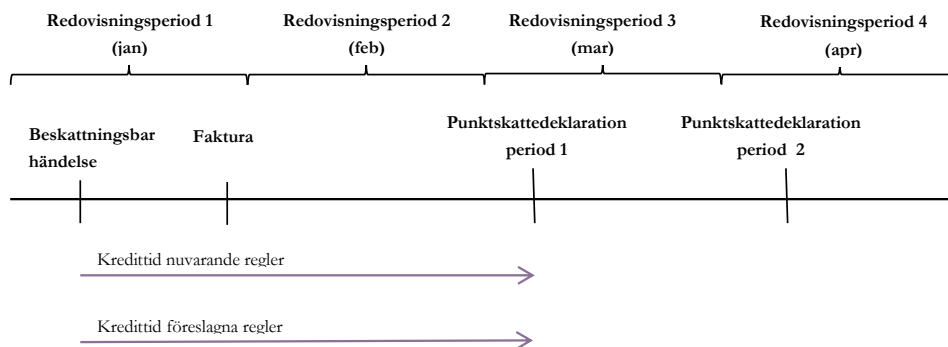 Redovisningsperiod 1
(jan)
Redovisningsperiod 2
(feb)
Redovisningsperiod 3
(mar)
Redovisningsperiod 4
(apr)
Beskattningsbar
händelse
Faktura
Punktskattedeklaration
period 1
Punktskattedeklaration
period 2
Kredittid nuvarande regler
Kredittid föreslagna regler